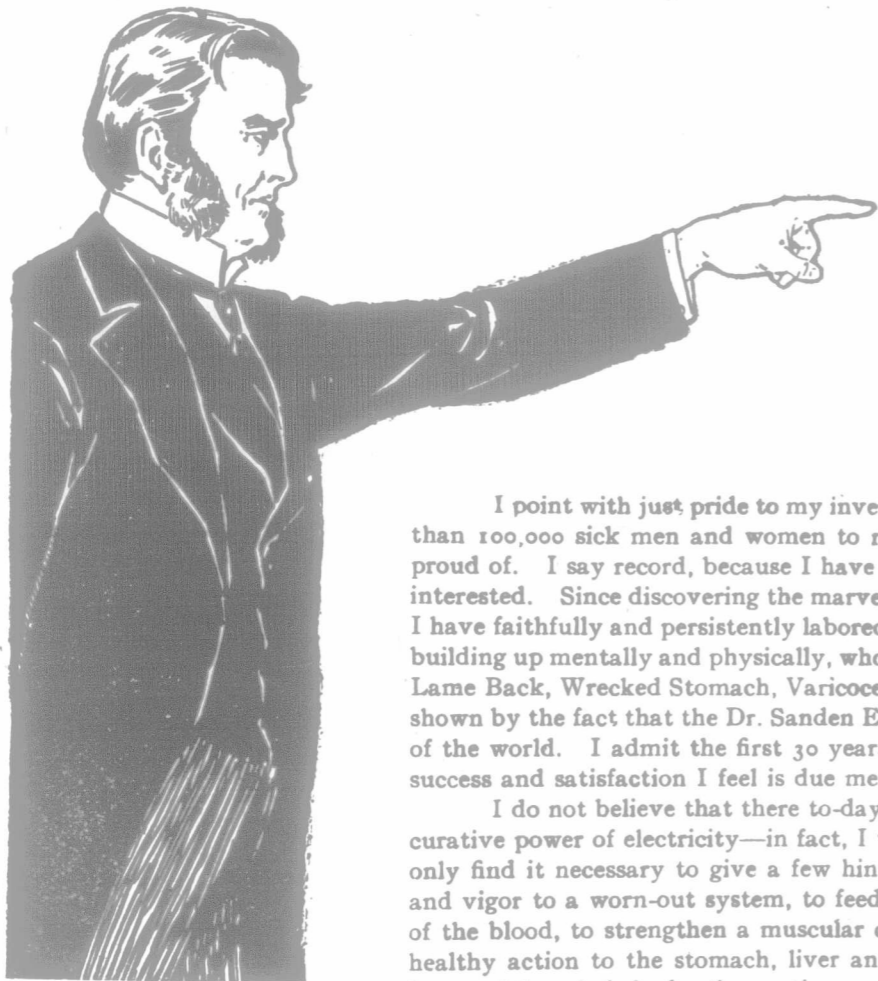 I point with just pride to my inve
than 100,000 sick men and women to
proud of. I say record, because I have
interested. Since discovering the marve
I have faithfully and persistently labored
building up mentally and physically, who
Lame Back, Wrecked Stomach, Varicoce
shown by the fact that the Dr. Sanden E
of the world. I admit the first 30 year
success and satisfaction I feel is due me
I do not believe that there to-day
curative power of electricity—in fact, I
only find it necessary to give a few hin
and vigor to a worn-out system, to feed
of the blood, to strengthen a muscular
healthy action to the stomach, liver an